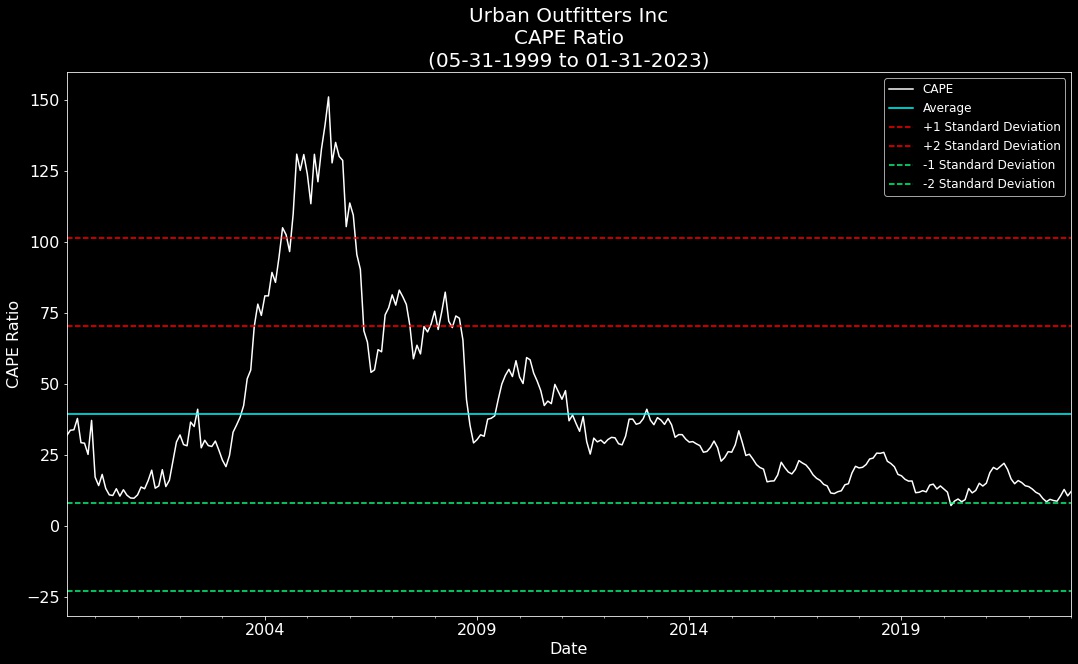 Urban Outfitters Inc
CAPE Ratio
(05-31-1999 to 01-31-2023)
CAPE
Average
+1 Standard Deviation
+2 Standard Deviation
-1 Standard Deviation
-2 Standard Deviation
CAPE Ratio
150
125
100
75
50
25
0
−25
2004
2009
2014
2019
Date